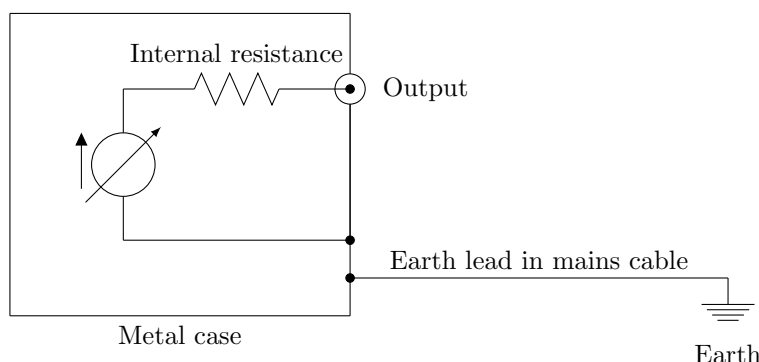 Internal resistance
Output
Earth lead in mains cable
Metal case
Earth